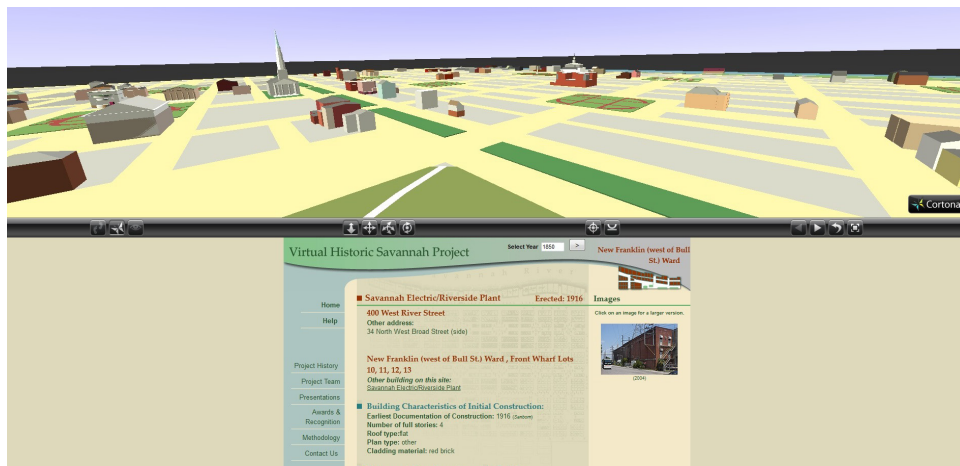 Cortona
Virtual Historic Savannah Project
Select Year 1850 >
New Franklin (west of Bull
St.) Ward
Home
Help
Project History
Project Team
Presentations
Awards &
Recognition
Methodology
Contact Us
Savannah Electric/Riverside Plant Erected: 1916
400 West River Street
Other address:
34 North West Broad Street (side)
New Franklin (west of Bull St.) Ward , Front Wharf Lots
10, 11, 12, 13
Other building on this site:
Savannah Electric/Riverside Plant
Building Characteristics of Initial Construction:
Earliest Documentation of Construction: 1916 (Sanborn)
Number of full stories: 4
Roof type:flat
Plan type: other
Cladding material: red brick
Images
Click on an image for a larger version.
(2004)